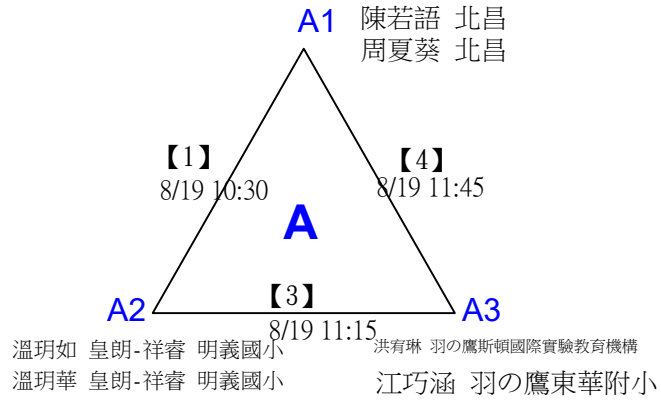 A1
陳若語 北昌
周夏葵 北昌
【1】
8/19 10:30
【4】
8/19 11:45
A
【3】
8/19 11:15
A2
A3
溫玥如 皇朗-祥睿 明義國小
溫玥華 皇朗-祥睿 明義國小
洪宥琳 羽の鷹斯頓國際實驗教育機構
江巧涵 羽の鷹東華附小